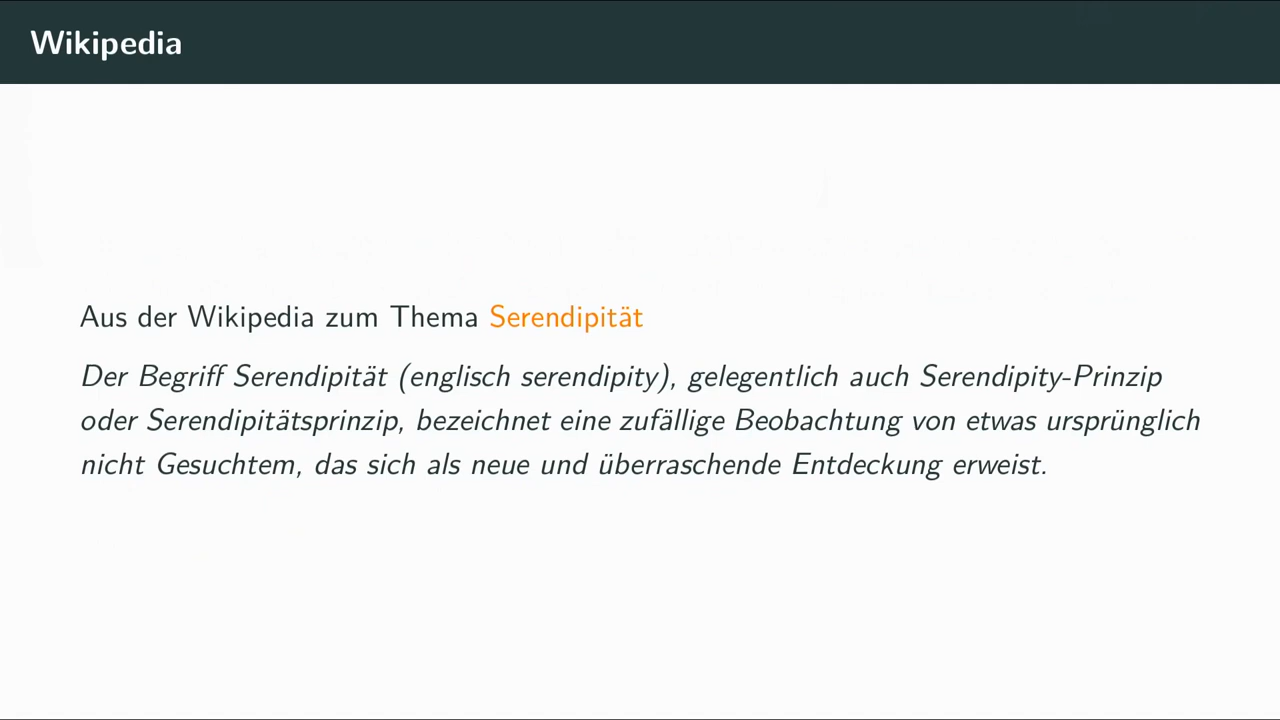 Wikipedia
Aus der Wikipedia zum Thema Serendipität
Der Begriff Serendipität (englisch serendipity), gelegentlich auch Serendipity-Prinzip
oder Serendipitätsprinzip, bezeichnet eine zufällige Beobachtung von etwas ursprünglich
nicht Gesuchtem, das sich als neue und überraschende Entdeckung erweist.